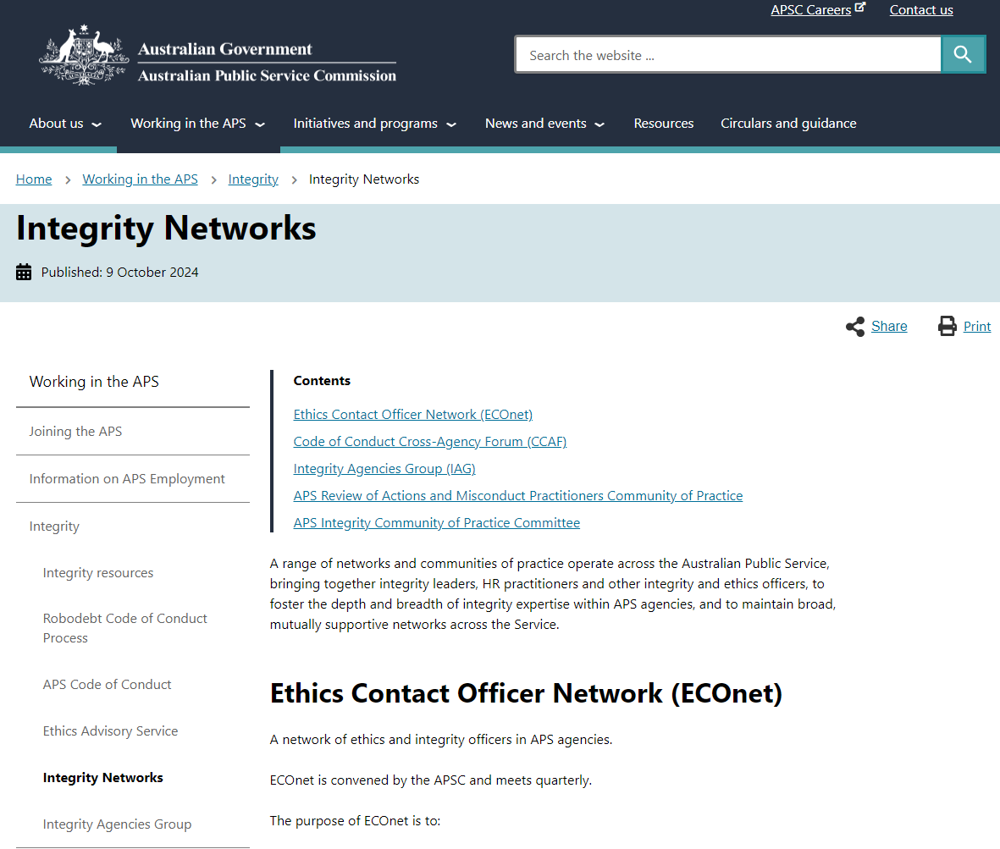 APSC Careers Contact us
Australian Government
Australian Public Service Commission
Search the website ...
About us Working in the APS Initiatives and programs News and events Resources Circulars and guidance
Home > Working in the APS > Integrity > Integrity Networks
Integrity Networks
Published: 9 October 2024
Share Print
Working in the APS
Joining the APS
Information on APS Employment
Integrity
Integrity resources
Robodebt Code of Conduct
Process
APS Code of Conduct
Ethics Advisory Service
Integrity Networks
Integrity Agencies Group
Contents
Ethics Contact Officer Network (ECOnet)
Code of Conduct Cross-Agency Forum (CCAF)
Integrity Agencies Group (IAG)
APS Review of Actions and Misconduct Practitioners Community of Practice
APS Integrity Community of Practice Committee
A range of networks and communities of practice operate across the Australian Public Service,
bringing together integrity leaders, HR practitioners and other integrity and ethics officers, to
foster the depth and breadth of integrity expertise within APS agencies, and to maintain broad,
mutually supportive networks across the Service.
Ethics Contact Officer Network (ECOnet)
A network of ethics and integrity officers in APS agencies.
ECOnet is convened by the APSC and meets quarterly.
The purpose of ECOnet is to: